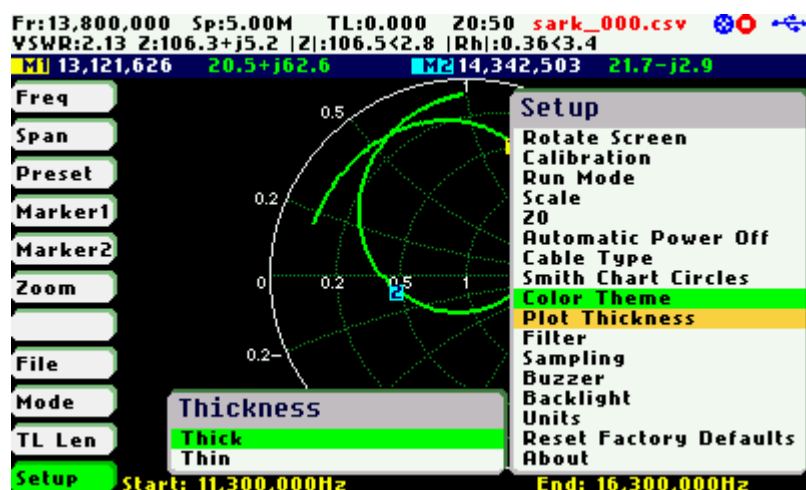 Fr:13,800,000 Sp:5.00M TL:0.000 Z0:50 sark_000.csv
VSWR:2.13 Z:106.3+j5.2 |Z|:106.5<2.8 |Rh|:0.36<3.4
M1 13,121,626 20.5+j62.6 M2 14,342,503 21.7-j2.9
Freq
Span
Preset
Marker1
Marker2
Zoom
File
Mode
TL Len
Setup
1
0.5
0.2
0 0.2 0.5 1
2
0.2
Setup
Rotate Screen
Calibration
Run Mode
Scale
Z0
Automatic Power Off
Cable Type
Smith Chart Circles
Color Theme
Plot Thickness
Filter
Sampling
Buzzer
Backlight
Units
Reset Factory Defaults
About
Thickness
Thick
Thin
Start: 11,300,000Hz End: 16,300,000Hz